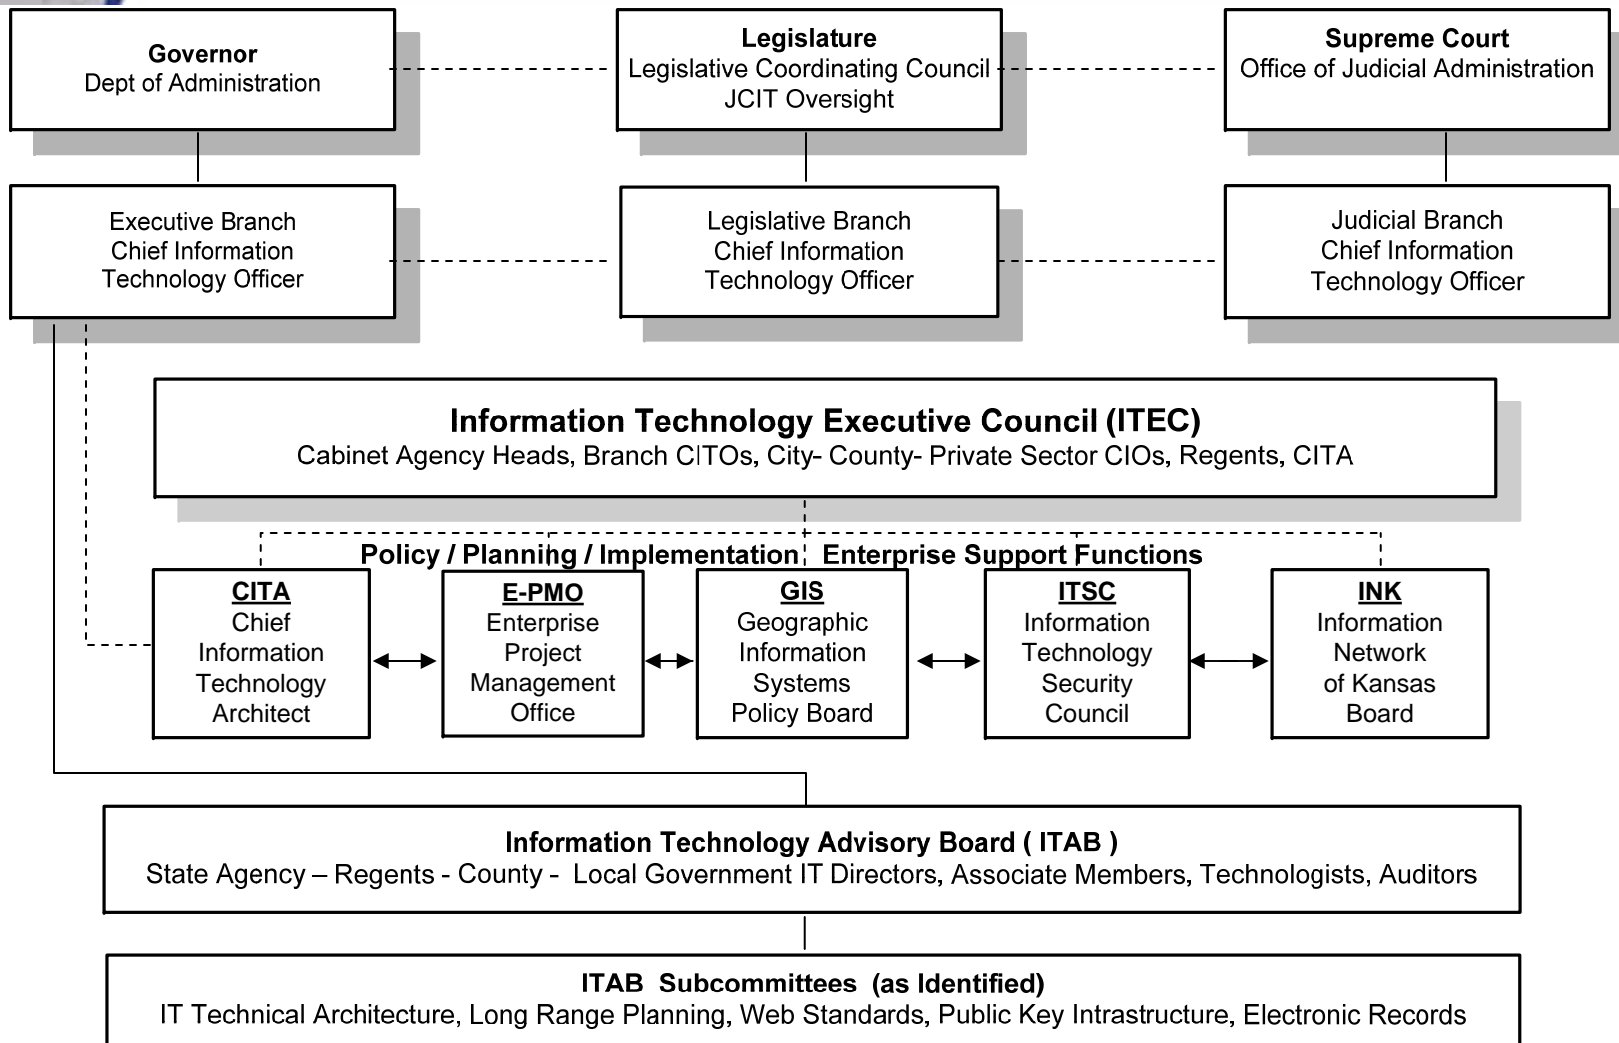 Governor
Dept of Administration
Legislature
Legislative Coordinating Council
JCIT Oversight
Supreme Court
Office of Judicial Administration
Executive Branch
Chief Information
Technology Officer
Legislative Branch
Chief Information
Technology Officer
Judicial Branch
Chief Information
Technology Officer
Information Technology Executive Council (ITEC)
Cabinet Agency Heads, Branch CITOs, City- County- Private Sector CIOs, Regents, CITA
Policy / Planning / Implementation Enterprise Support Functions
CITA
Chief
Information
Technology
Architect
E-PMO
Enterprise
Project
Management
Office
GIS
Geographic
Information
Systems
Policy Board
ITSC
Information
Technology
Security
Council
INK
Information
Network
of Kansas
Board
Information Technology Advisory Board ( ITAB )
State Agency – Regents - County - Local Government IT Directors, Associate Members, Technologists, Auditors
ITAB Subcommittees (as Identified)
IT Technical Architecture, Long Range Planning, Web Standards, Public Key Intrastructure, Electronic Records